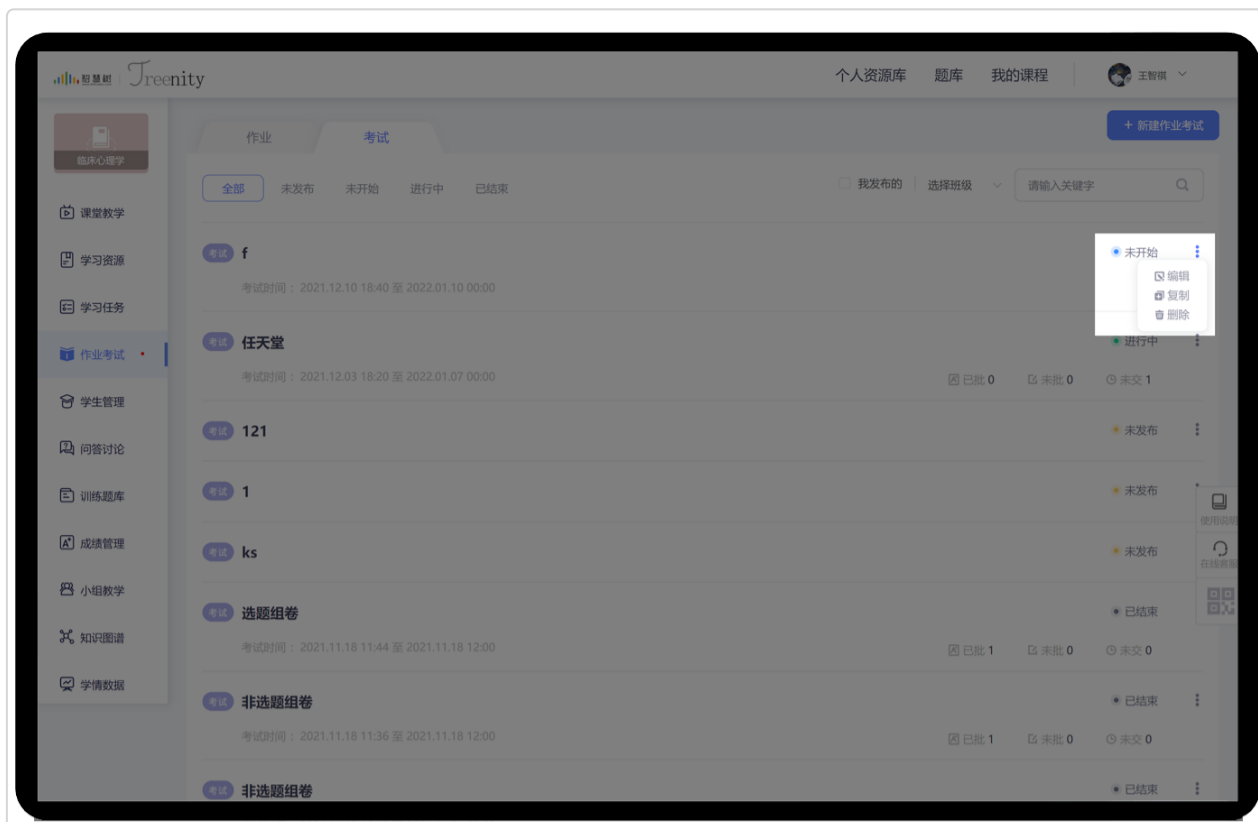 智慧树 Treenity
个人资源库 题库 我的课程 王智祺
临床心理学
作业 考试 + 新建作业考试
全部 未发布 未开始 进行中 已结束 我发布的 选择班级 请输入关键字
课堂教学
学习资源
学习任务
作业考试
学生管理
问答讨论
训练题库
成绩管理
小组教学
知识图谱
学情数据
考试 f 未开始
考试时间： 2021.12.10 18:40 至 2022.01.10 00:00
编辑
复制
删除
考试 任天堂 进行中
考试时间： 2021.12.03 18:20 至 2022.01.07 00:00 已批 0 未批 0 未交 1
考试 121 未发布
考试 1 未发布
考试 ks 未发布
考试 选题组卷 已结束
考试时间： 2021.11.18 11:44 至 2021.11.18 12:00 已批 1 未批 0 未交 0
考试 非选题组卷 已结束
考试时间： 2021.11.18 11:36 至 2021.11.18 12:00 已批 1 未批 0 未交 0
考试 非选题组卷 已结束
使用说明
在线客服